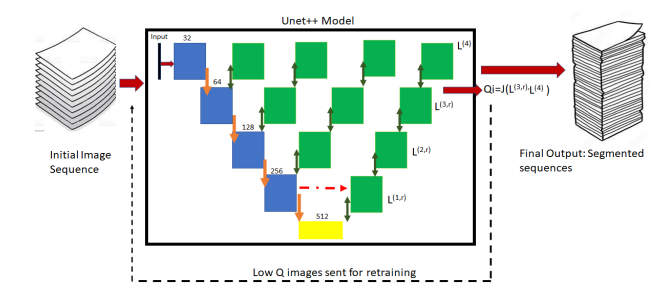 Unet++ Model
Input
32
64
128
256
512
L(4)
L(3,r)
L(2,r)
L(1,r)
Qi=J(L(3,r),L(4) )
Initial Image
Sequence
Final Output: Segmented
sequences
Low Q images sent for retraining